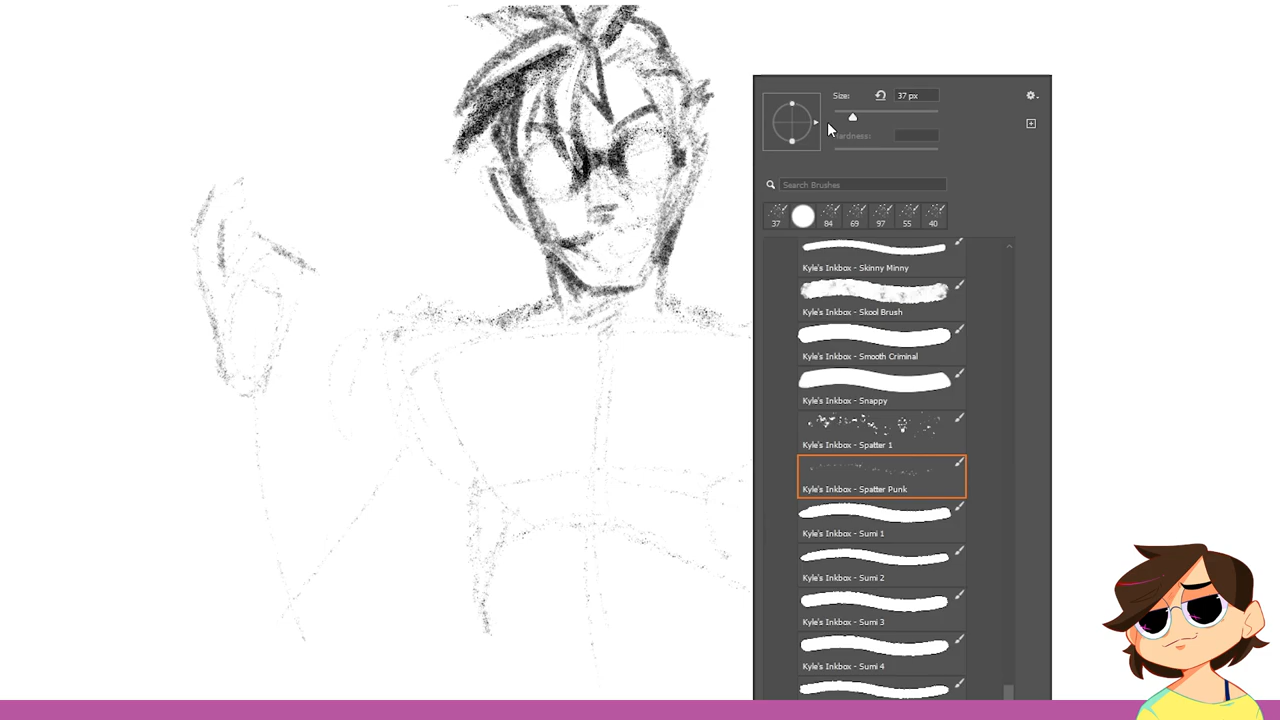 Size: 37 px
Hardness:
Search Brushes
37 84 69 97 55 40
Kyle's Inkbox - Skinny Minny
Kyle's Inkbox - Skool Brush
Kyle's Inkbox - Smooth Criminal
Kyle's Inkbox - Snappy
Kyle's Inkbox - Spatter 1
Kyle's Inkbox - Spatter Punk
Kyle's Inkbox - Sumi 1
Kyle's Inkbox - Sumi 2
Kyle's Inkbox - Sumi 3
Kyle's Inkbox - Sumi 4